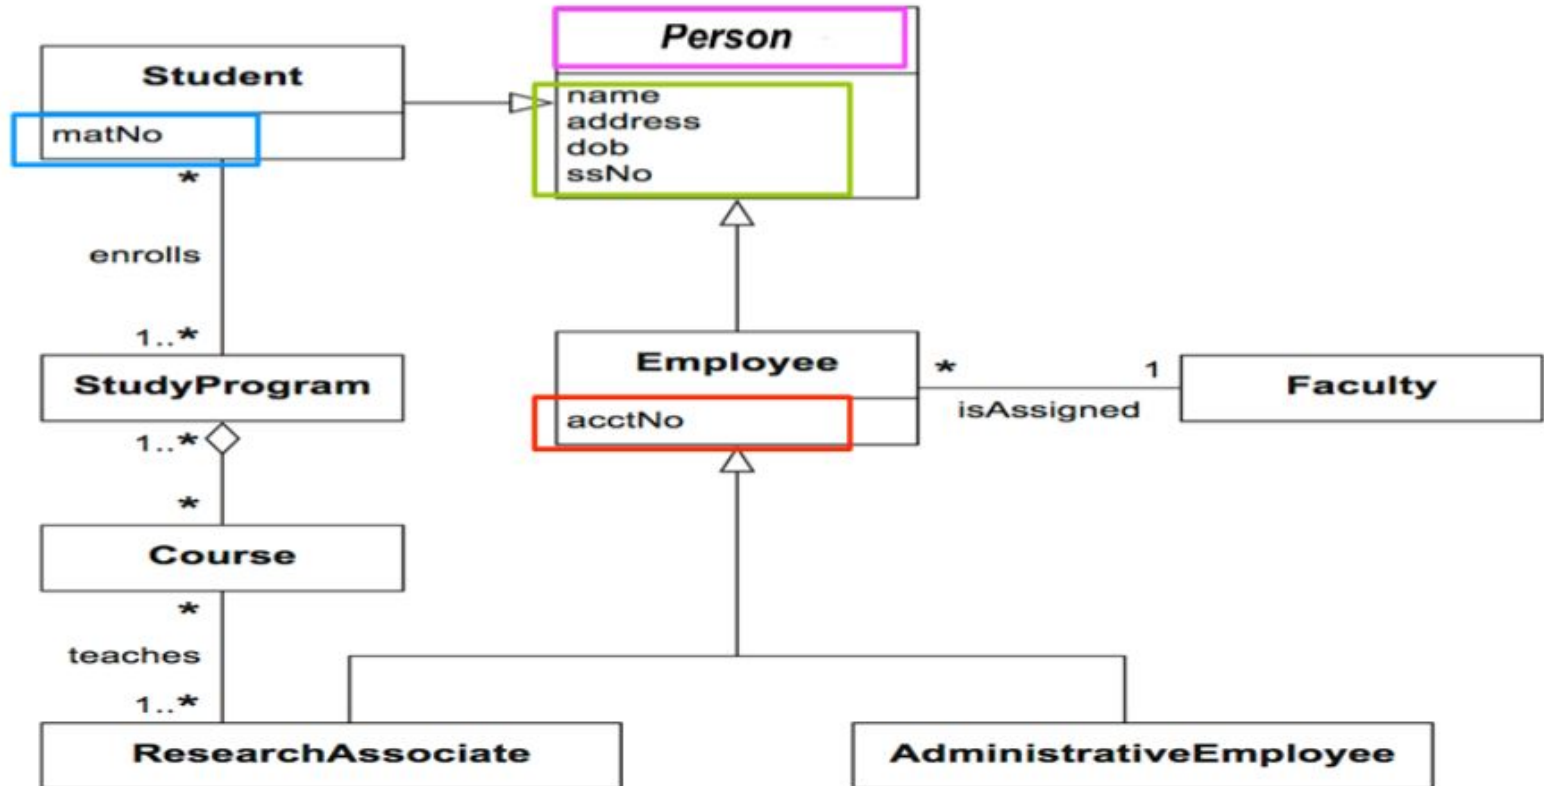 Person
Student
name
address
dob
ssNo
matNo
*
enrolls
1..*
StudyProgram
Employee
acctNo
*
1
isAssigned
Faculty
1..*
*
Course
*
teaches
1..*
ResearchAssociate
AdministrativeEmployee